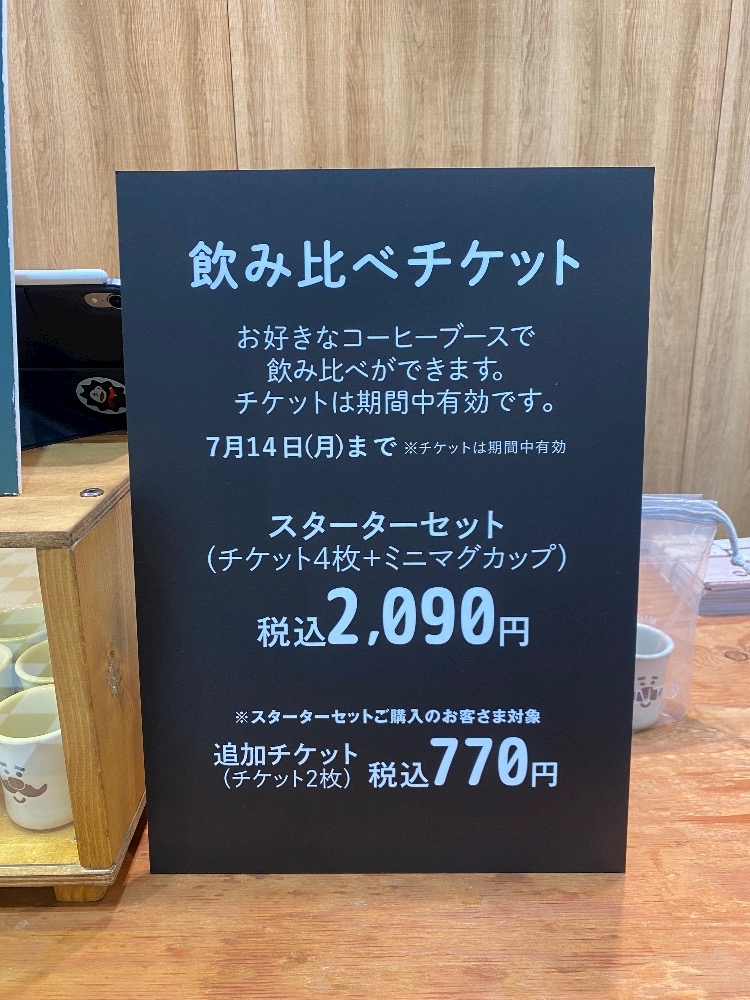 飲み比べチケット
お好きなコーヒーブースで
飲み比べができます。
チケットは期間中有効です。
7月14日(月)まで ※チケットは期間中有効
スターターセット
(チケット4枚+ミニマグカップ)
税込2,090円
※スターターセットご購入のお客さま対象
追加チケット
(チケット2枚) 税込770円